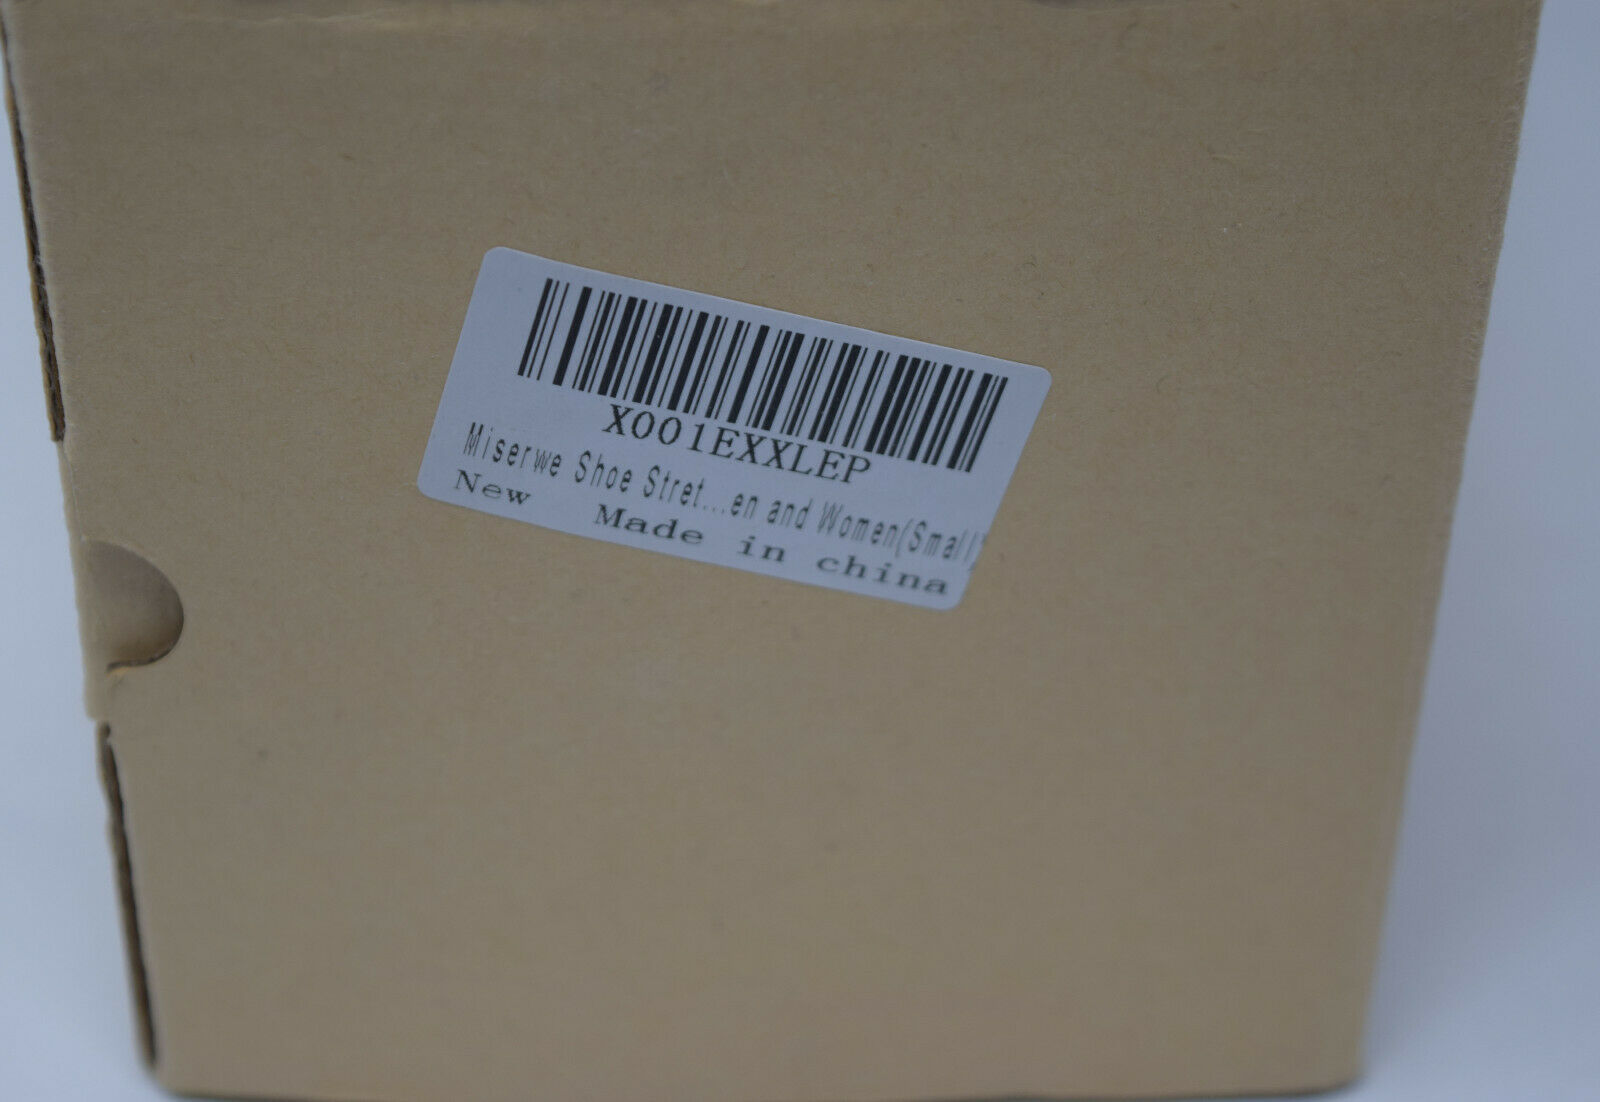 X001EXXLEP
Miserwe Shoe Stret...en and Women(Small)
New Made in china